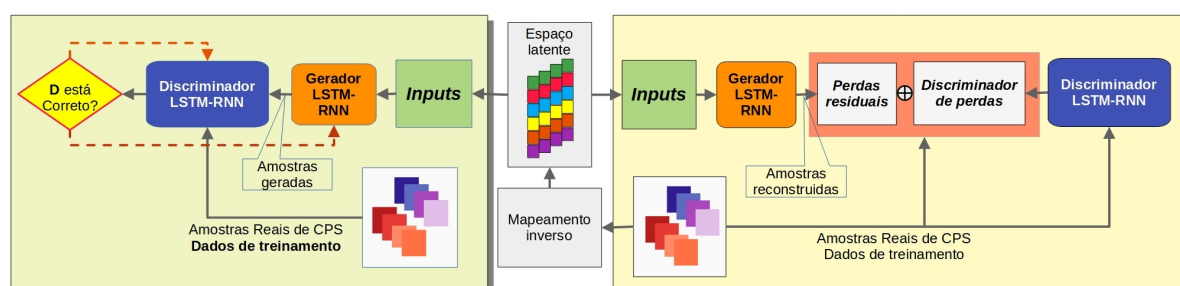 D está
Correto?
Discriminador
LSTM-RNN
Gerador
LSTM-
RNN
Inputs
Amostras
geradas
Amostras Reais de CPS
Dados de treinamento
Espaço
latente
Mapeamento
inverso
Inputs
Gerador
LSTM-
RNN
Perdas
residuais
Discriminador
de perdas
Discriminador
LSTM-RNN
Amostras
reconstruidas
Amostras Reais de CPS
Dados de treinamento